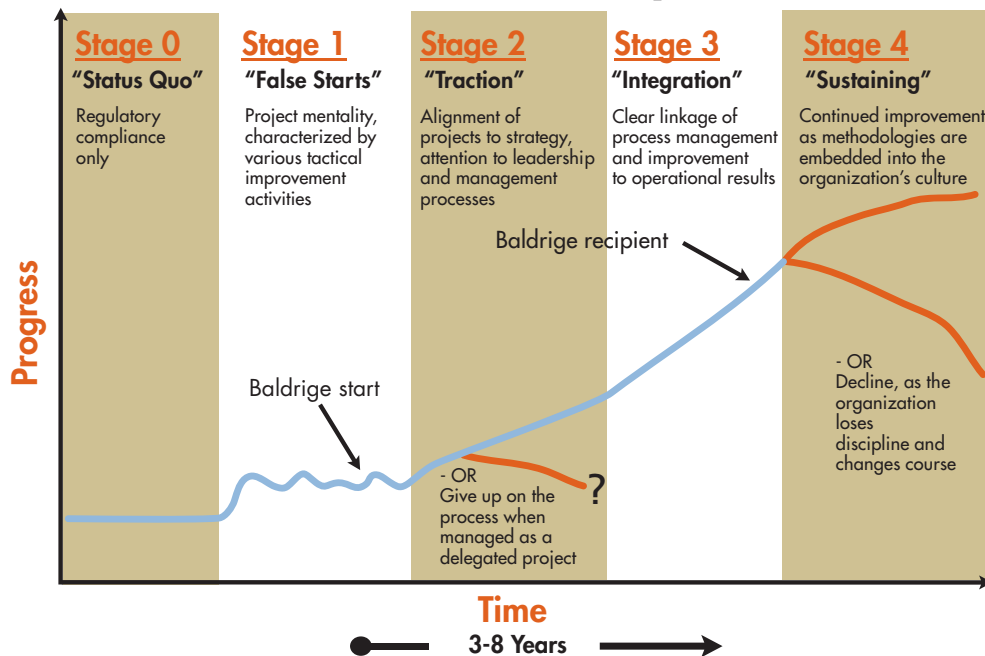 Stage 0
"Status Quo"
Regulatory
compliance
only
Stage 1
"False Starts"
Project mentality,
characterized by
various tactical
improvement
activities
Stage 2
"Traction"
Alignment of
projects to strategy,
attention to leadership
and management
processes
Stage 3
"Integration"
Clear linkage of
process management
and improvement
to operational results
Stage 4
"Sustaining"
Continued improvement
as methodologies are
embedded into the
organization's culture
Baldrige recipient
Progress
Baldrige start
- OR
Give up on the
process when
managed as a
delegated project
?
- OR
Decline, as the
organization
loses
discipline and
changes course
Time
3-8 Years